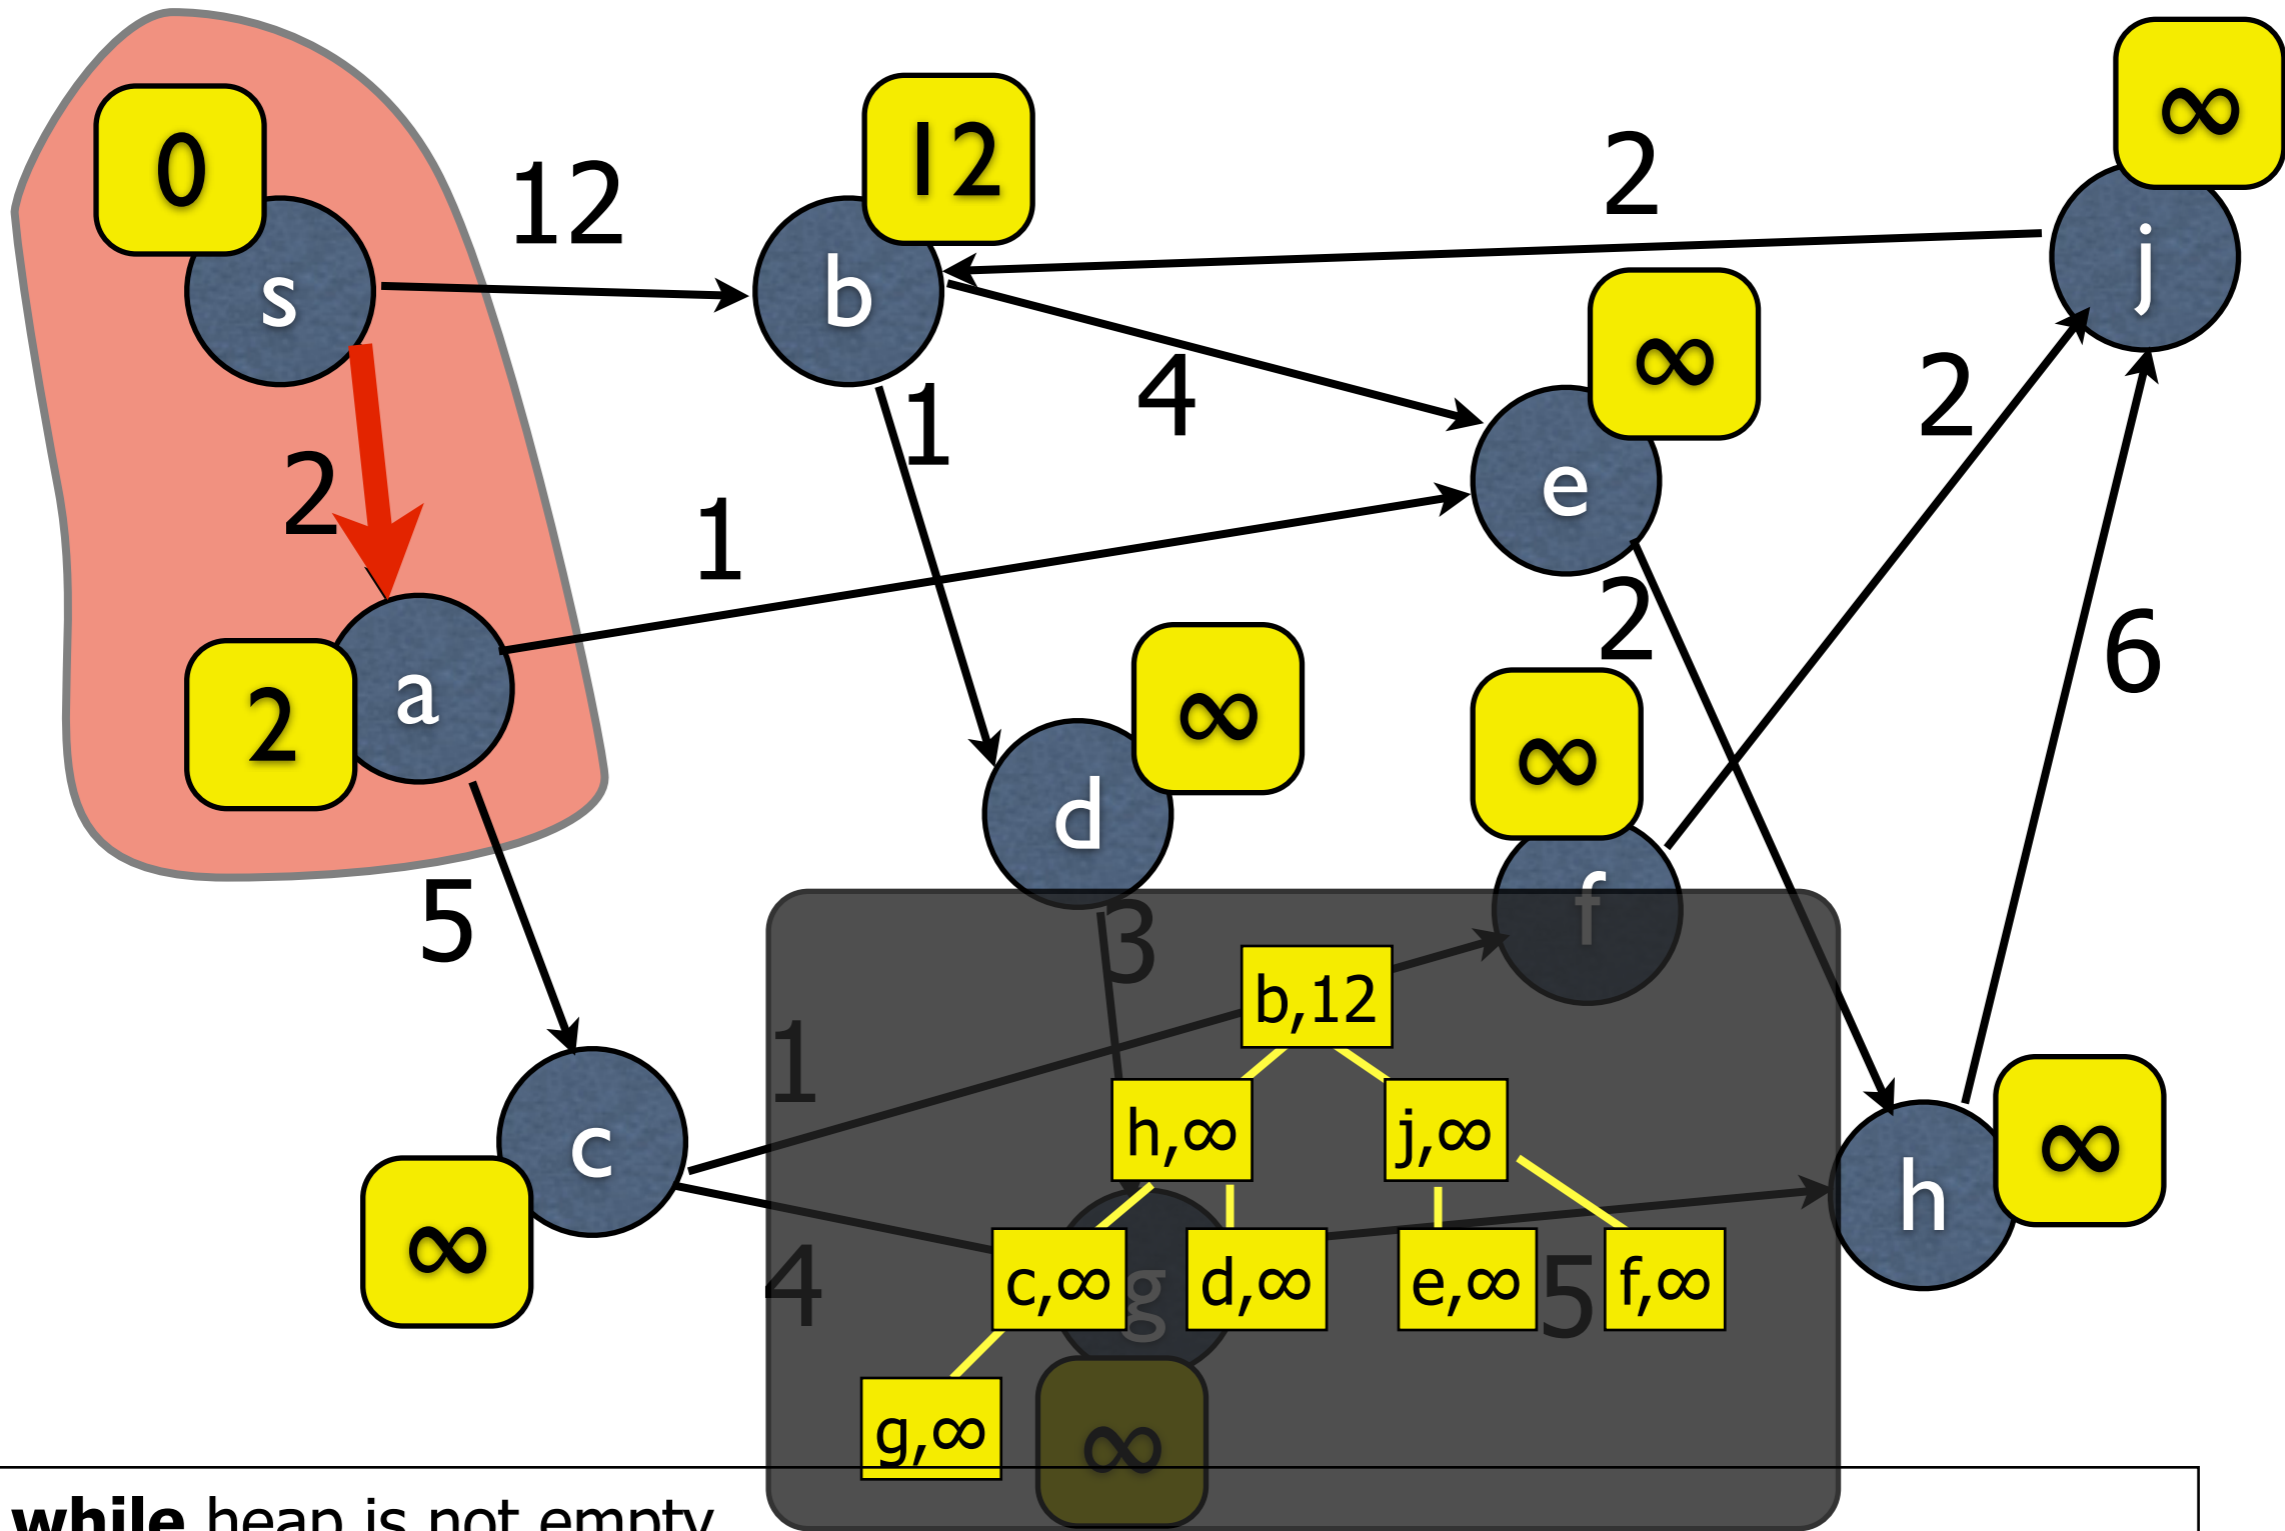 ∞
12
0
12
2
b
j
s
∞
4
1
2
2
e
1
2
6
∞
a
∞
2
d
f
5
3
b,12
1
h,∞
j,∞
c
∞
h
∞
4
c,∞
g
d,∞
e,∞
5
f,∞
g,∞
∞
while heap is not empty